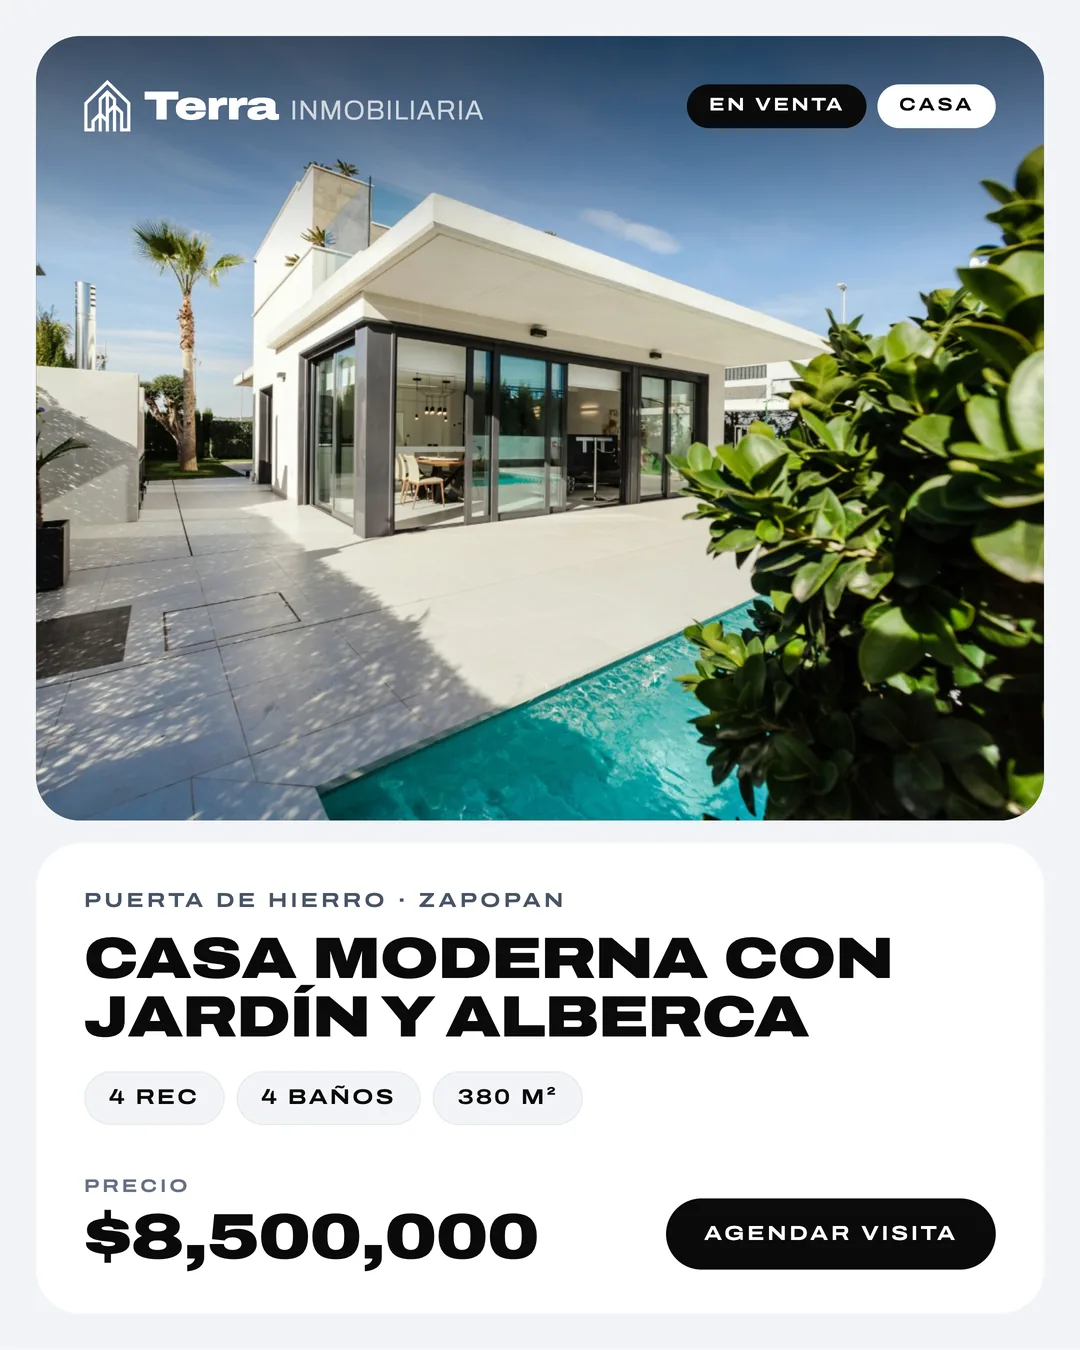 Terra INMOBILIARIA
EN VENTA
CASA
PUERTA DE HIERRO · ZAPOPAN
CASA MODERNA CON
JARDÍN Y ALBERCA
4 REC
4 BAÑOS
380 M²
PRECIO
$8,500,000
AGENDAR VISITA